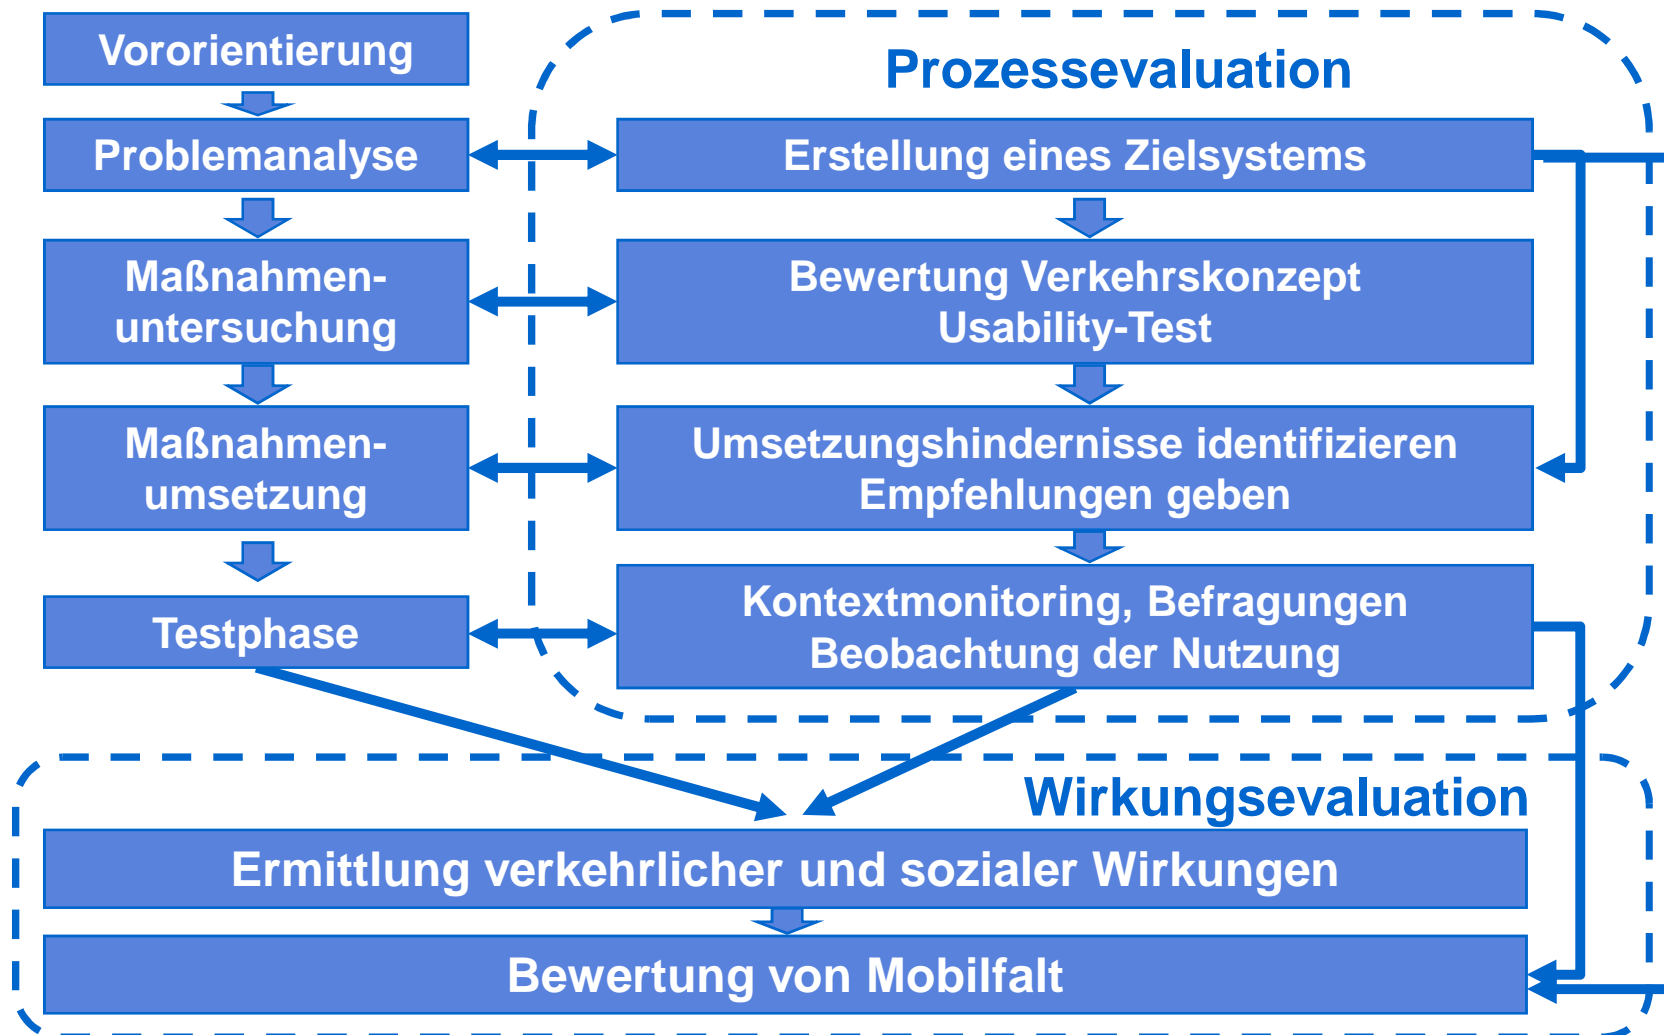 Vororientierung
Problemanalyse
Maßnahmen-
untersuchung
Maßnahmen-
umsetzung
Testphase
Prozessevaluation
Erstellung eines Zielsystems
Bewertung Verkehrskonzept
Usability-Test
Umsetzungshindernisse identifizieren
Empfehlungen geben
Kontextmonitoring, Befragungen
Beobachtung der Nutzung
Wirkungsevaluation
Ermittlung verkehrlicher und sozialer Wirkungen
Bewertung von Mobilfalt